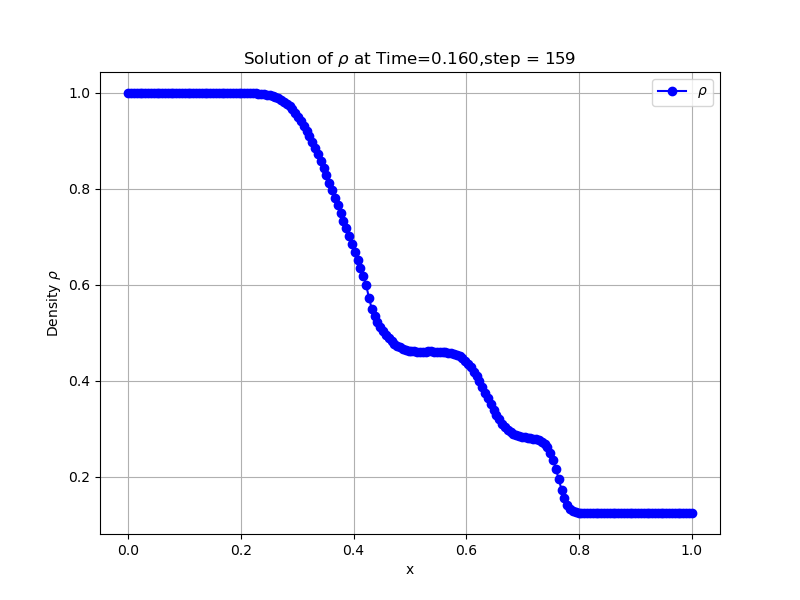 Solution of ρ at Time=0.160,step = 159
ρ
1.0
0.8
0.6
0.4
0.2
Density ρ
0.0 0.2 0.4 0.6 0.8 1.0
x